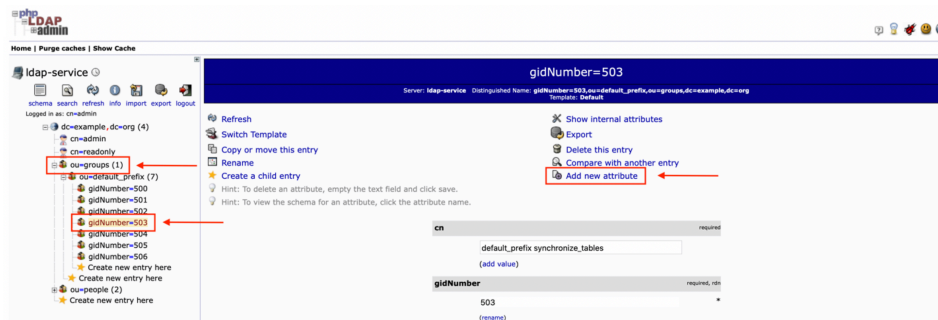 php
LDAP
admin
Home | Purge caches | Show Cache
ldap-service
schema search refresh info import export logout
Logged in as: cn=admin
dc=example,dc=org (4)
cn=admin
cn=readonly
ou=groups (1)
ou=default_prefix (7)
gidNumber=500
gidNumber=501
gidNumber=502
gidNumber=503
gidNumber=504
gidNumber=505
gidNumber=506
Create new entry here
Create new entry here
ou=people (2)
Create new entry here
gidNumber=503
Server: ldap-service Distinguished Name: gidNumber=503,ou=default_prefix,ou=groups,dc=example,dc=org
Template: Default
Refresh
Switch Template
Copy or move this entry
Rename
Create a child entry
Hint: To delete an attribute, empty the text field and click save.
Hint: To view the schema for an attribute, click the attribute name.
Show internal attributes
Export
Delete this entry
Compare with another entry
Add new attribute
cn required
default_prefix synchronize_tables
(add value)
gidNumber required, rdn
503 *
(rename)